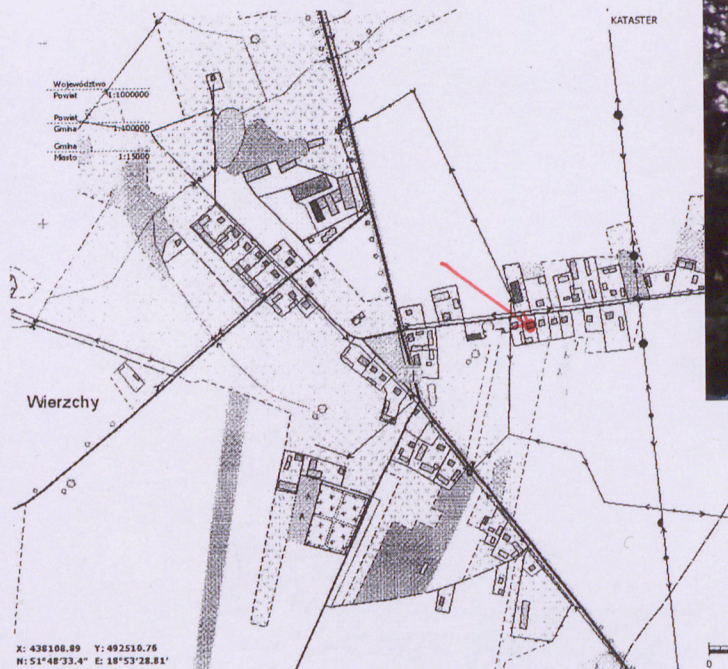 KATASTER
Województwo
Powiat 1:1000000
Powiat
Gmina 1:100000
Gmina
Miasto 1:15000
Wierzchy
X: 438108.89 Y: 492510.76
N: 51°48'33.4" E: 18°53'28.81'